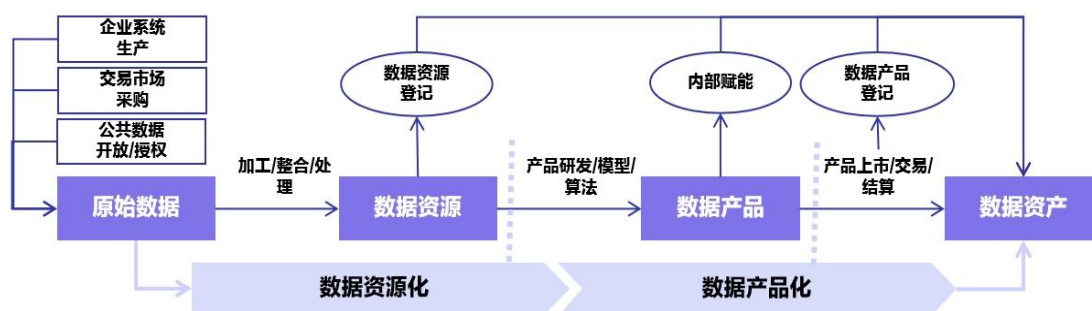 企业系统
生产
交易市场
采购
公共数据
开放/授权
数据资源
登记
内部赋能
数据产品
登记
加工/整合/处
理
产品研发/模型/
算法
产品上市/交易/
结算
原始数据
数据资源
数据产品
数据资产
数据资源化
数据产品化